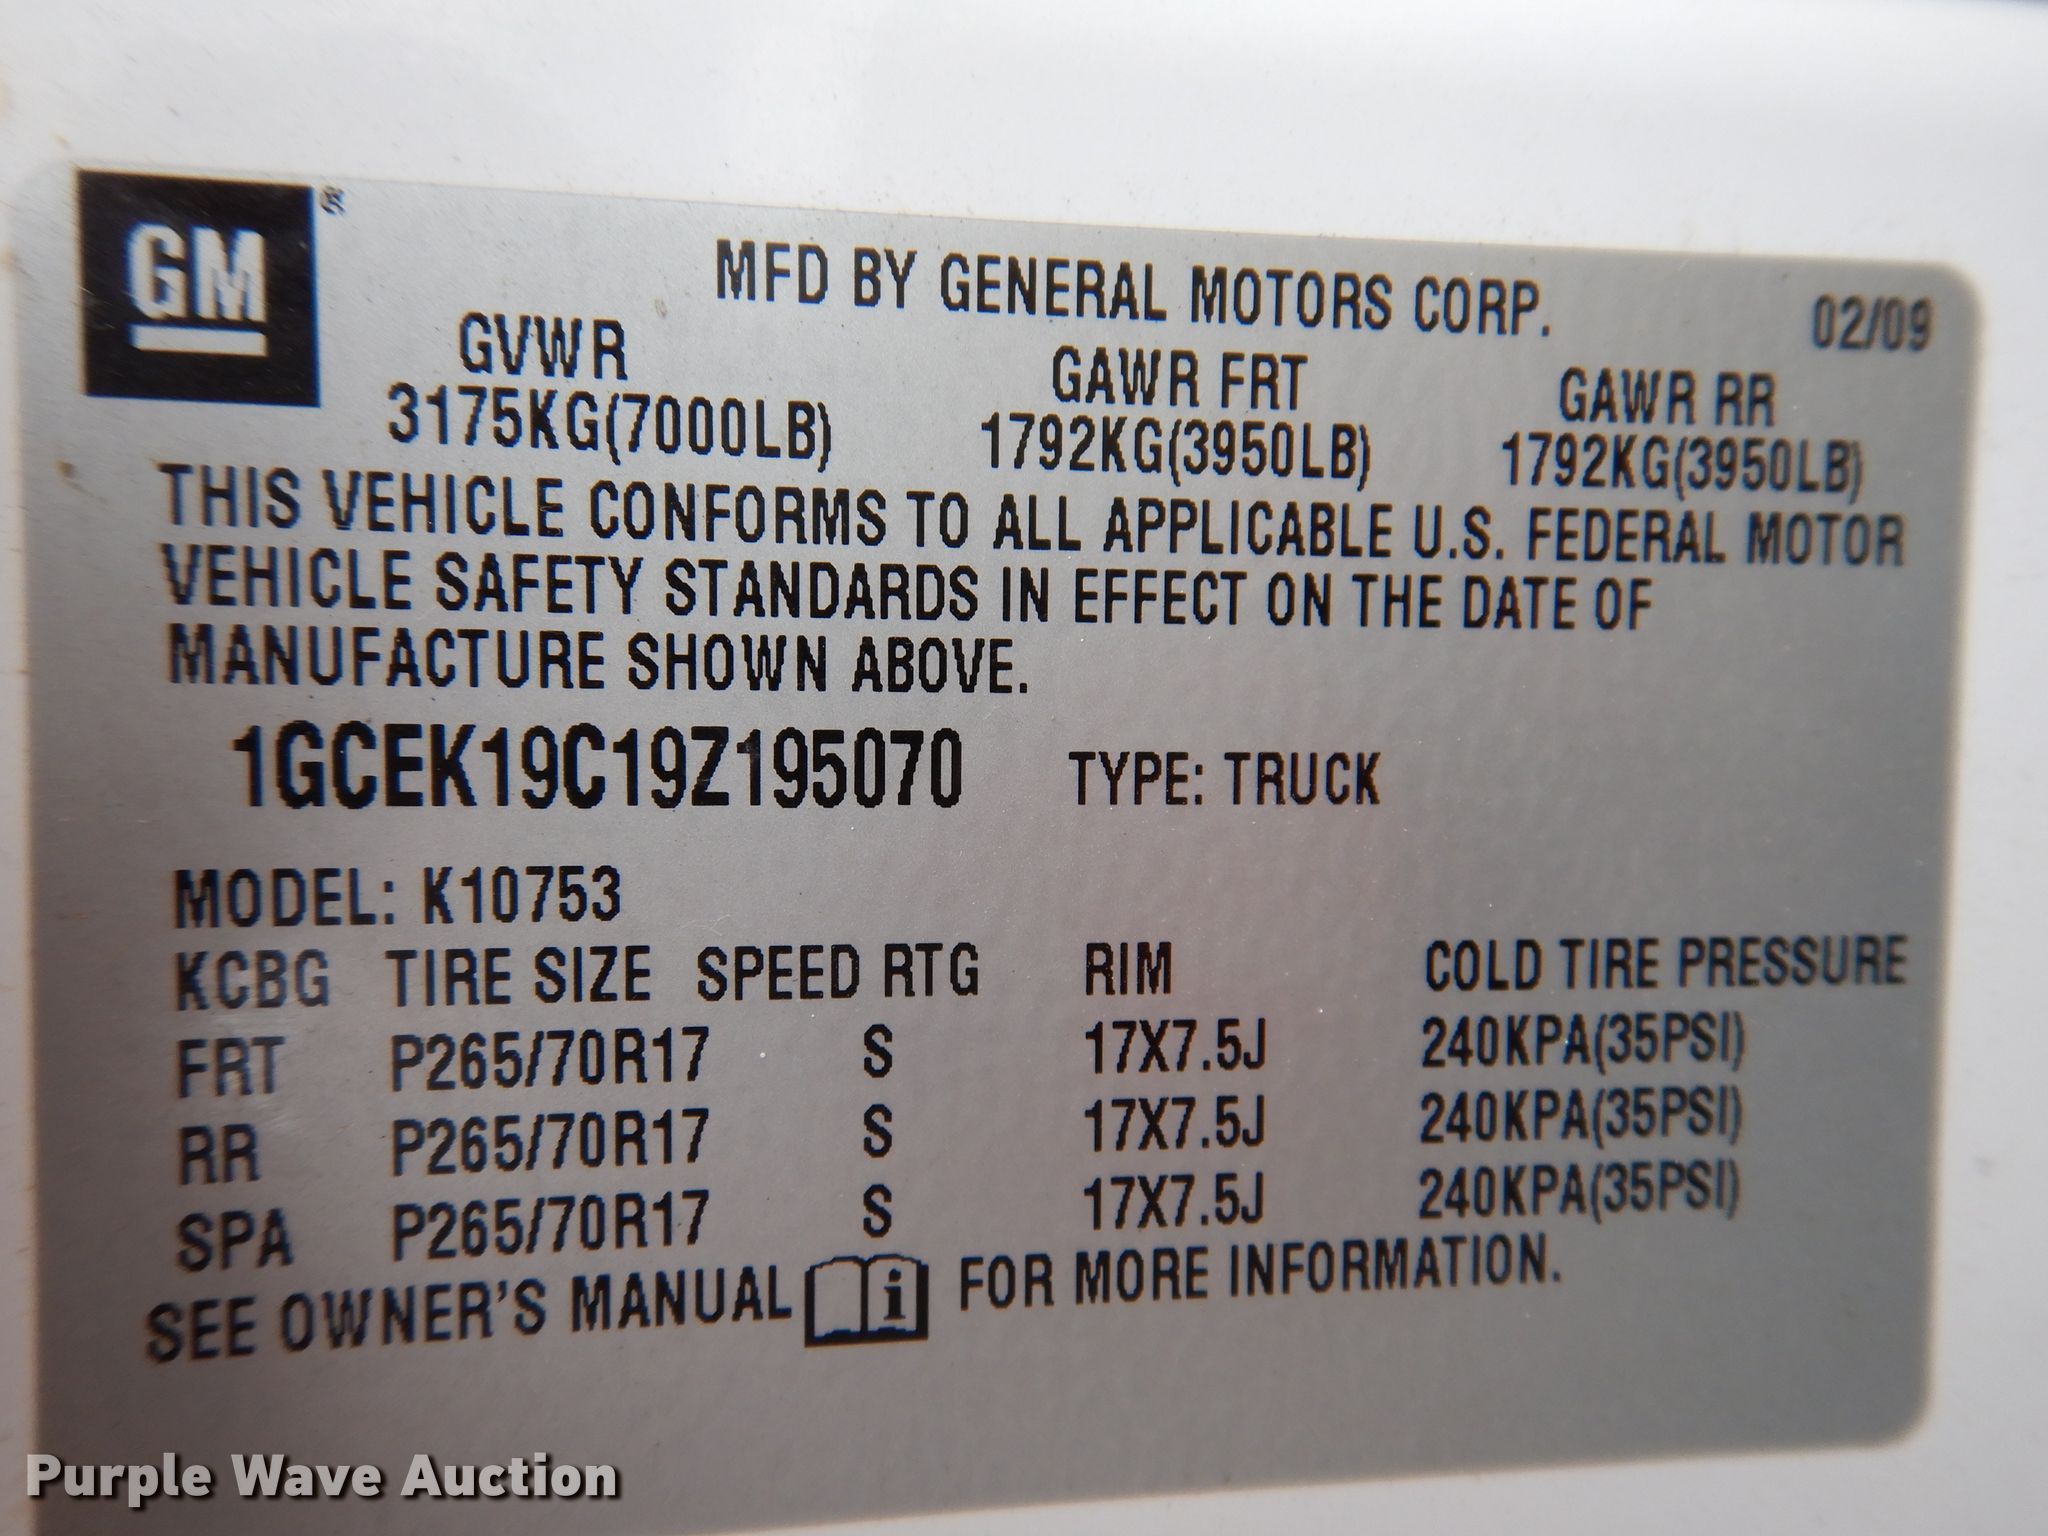 GM®
MFD BY GENERAL MOTORS CORP. 02/09
GVWR GAWR FRT GAWR RR
3175KG(7000LB) 1792KG(3950LB) 1792KG(3950LB)
THIS VEHICLE CONFORMS TO ALL APPLICABLE U.S. FEDERAL MOTOR
VEHICLE SAFETY STANDARDS IN EFFECT ON THE DATE OF
MANUFACTURE SHOWN ABOVE.
1GCEK19C19Z195070 TYPE: TRUCK
MODEL: K10753
KCBG TIRE SIZE SPEED RTG RIM COLD TIRE PRESSURE
FRT P265/70R17 S 17X7.5J 240KPA(35PSI)
RR P265/70R17 S 17X7.5J 240KPA(35PSI)
SPA P265/70R17 S 17X7.5J 240KPA(35PSI)
SEE OWNER'S MANUAL i FOR MORE INFORMATION.
Purple Wave Auction